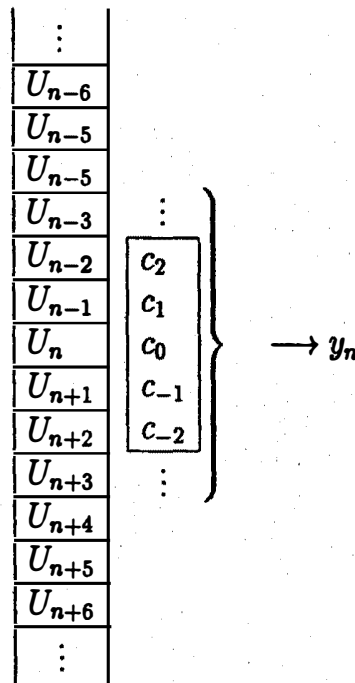 ⋮
U_{n-6}
U_{n-5}
U_{n-5}
U_{n-3} ⋮
U_{n-2} c_2
U_{n-1} c_1
U_n c_0 → y_n
U_{n+1} c_{-1}
U_{n+2} c_{-2}
U_{n+3} ⋮
U_{n+4}
U_{n+5}
U_{n+6}
⋮